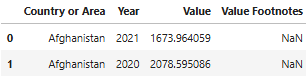 Country or Area Year Value Value Footnotes
0 Afghanistan 2021 1673.964059 NaN
1 Afghanistan 2020 2078.595086 NaN